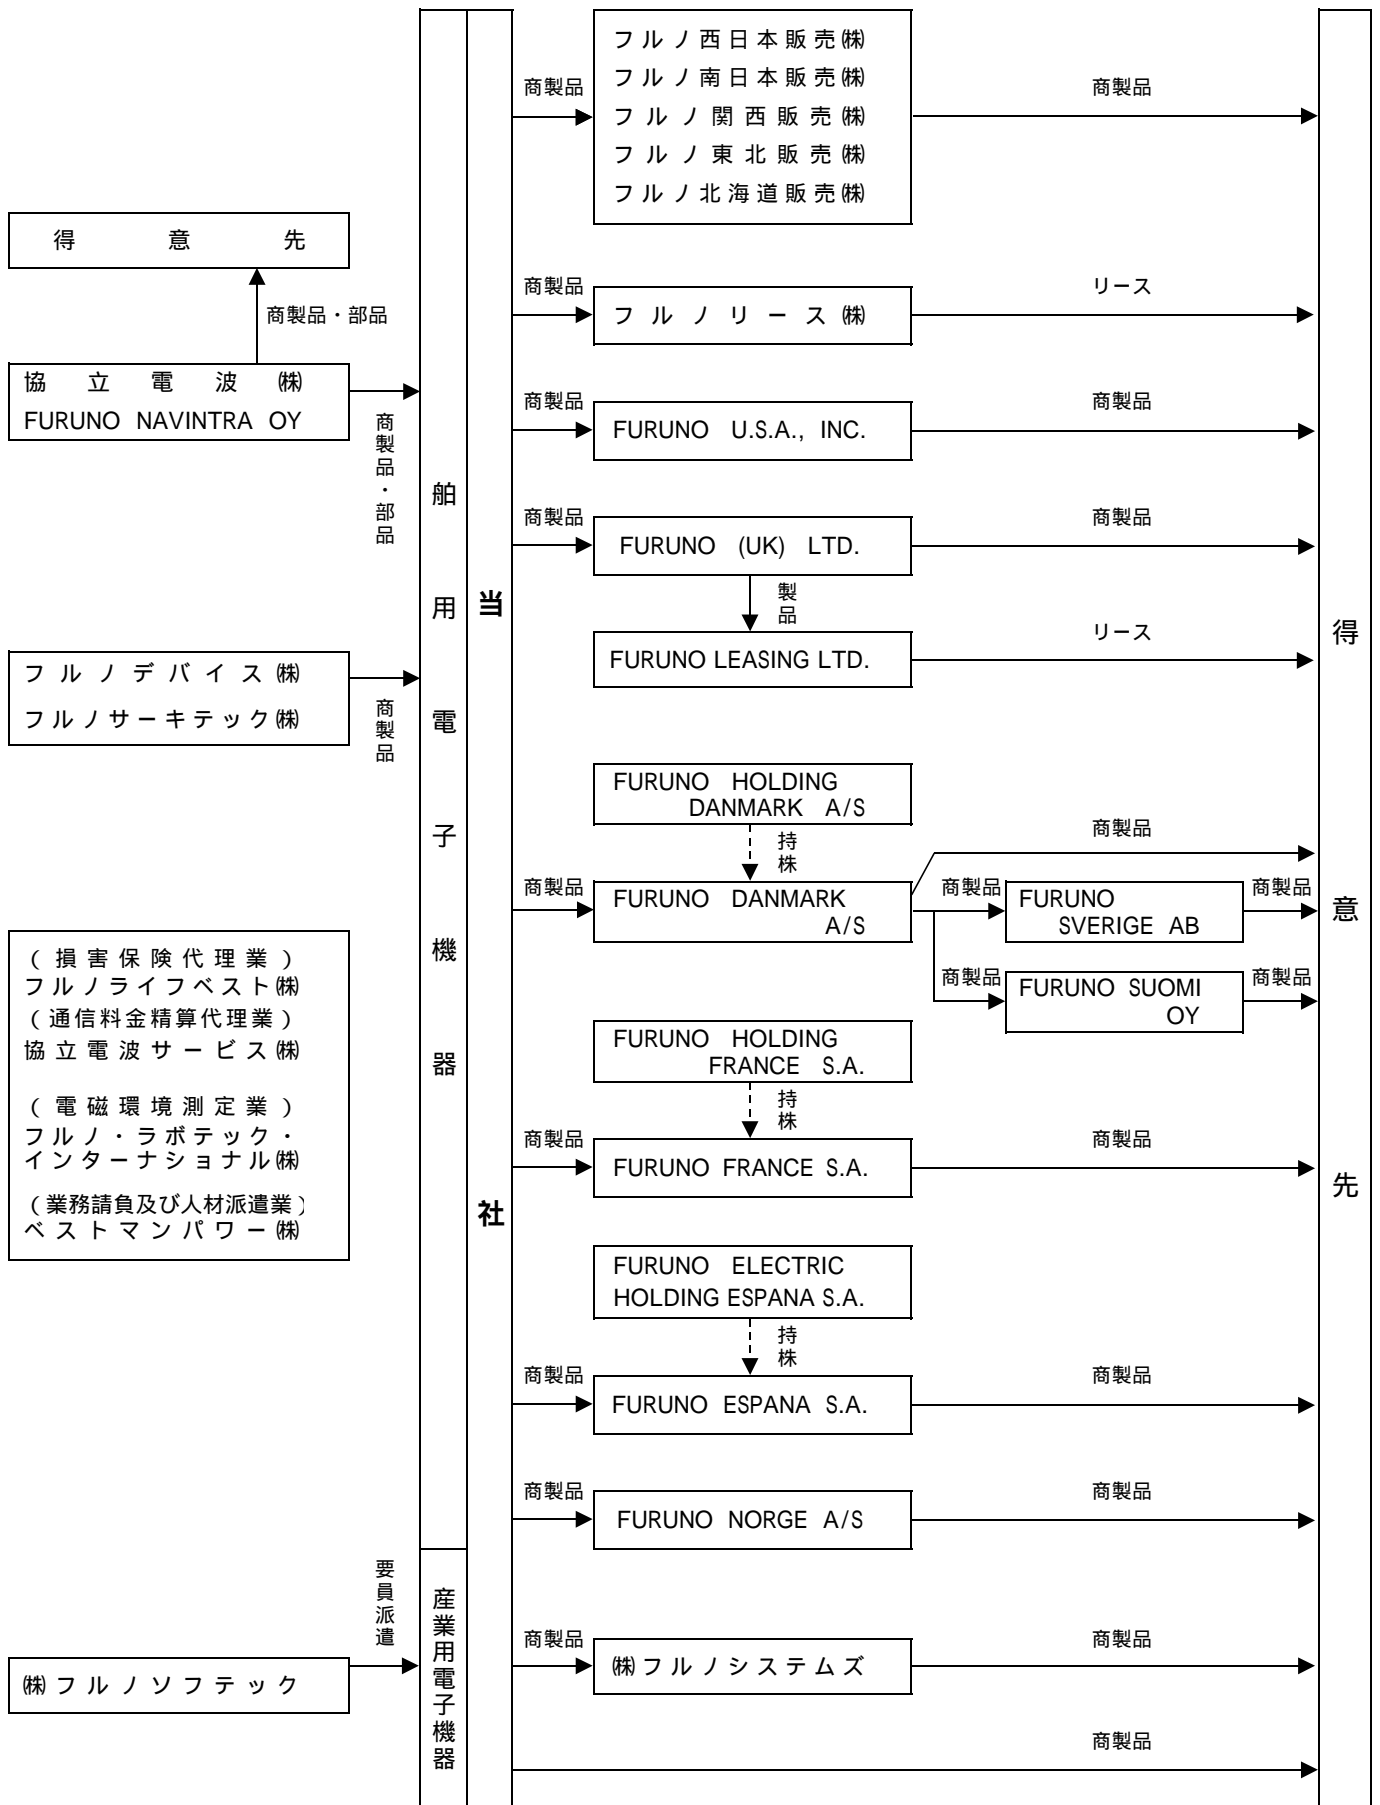 得意先
商製品・部品
協立電波㈱
FURUNO NAVINTRA OY
商製品・部品
フルノデバイス㈱
フルノサーキテック㈱
商製品
(損害保険代理業)
フルノライフベスト㈱
(通信料金精算代理業)
協立電波サービス㈱
(電磁環境測定業)
フルノ・ラボテック・
インターナショナル㈱
(業務請負及び人材派遣業)
ベストマンパワー㈱
要員派遣
㈱フルノソフテック
舶用電子機器
産業用電子機器
当社
商製品
フルノ西日本販売㈱
フルノ南日本販売㈱
フルノ関西販売㈱
フルノ東北販売㈱
フルノ北海道販売㈱
商製品
商製品
フルノリース㈱
リース
商製品
FURUNO U.S.A., INC.
商製品
商製品
FURUNO (UK) LTD.
商製品
製品
FURUNO LEASING LTD.
リース
FURUNO HOLDING
DANMARK A/S
持株
商製品
商製品
FURUNO DANMARK
A/S
商製品
FURUNO
SVERIGE AB
商製品
商製品
FURUNO SUOMI
OY
商製品
FURUNO HOLDING
FRANCE S.A.
持株
商製品
FURUNO FRANCE S.A.
商製品
FURUNO ELECTRIC
HOLDING ESPANA S.A.
持株
商製品
FURUNO ESPANA S.A.
商製品
商製品
FURUNO NORGE A/S
商製品
商製品
㈱フルノシステムズ
商製品
商製品
得意先